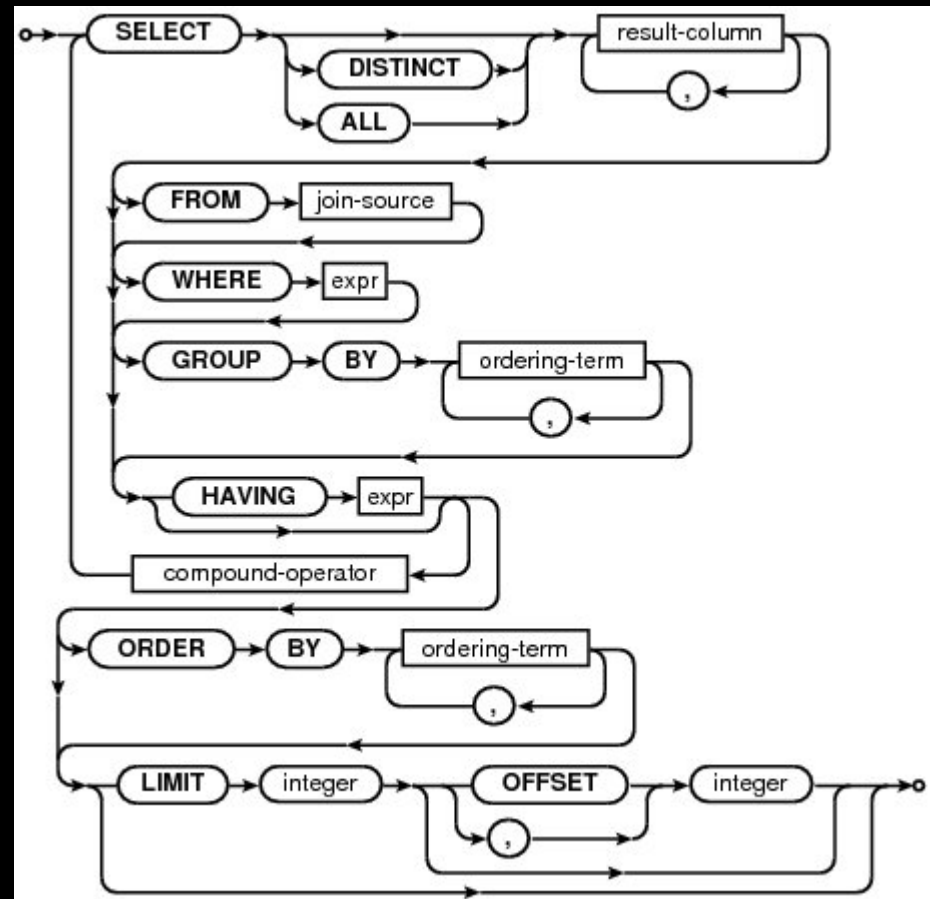 SELECT DISTINCT ALL result-column ,
FROM join-source
WHERE expr
GROUP BY ordering-term
,
HAVING expr
compound-operator
ORDER BY ordering-term
,
LIMIT integer OFFSET , integer